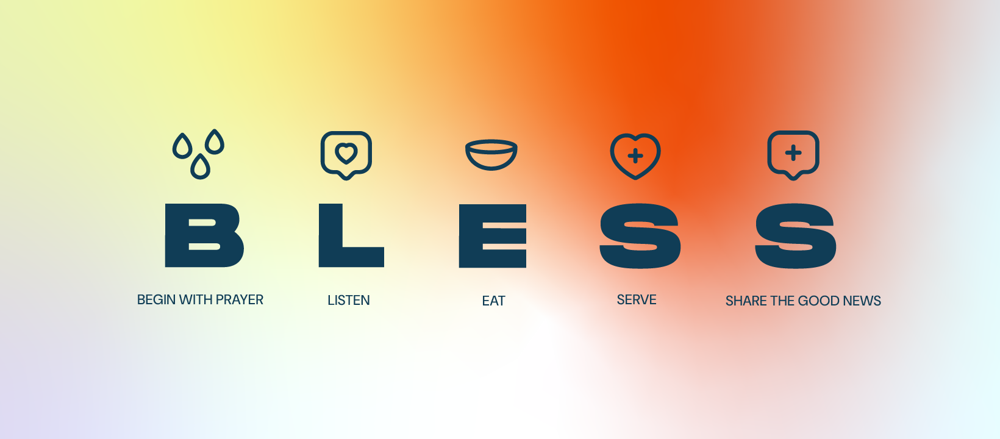 B L E S S
BEGIN WITH PRAYER LISTEN EAT SERVE SHARE THE GOOD NEWS